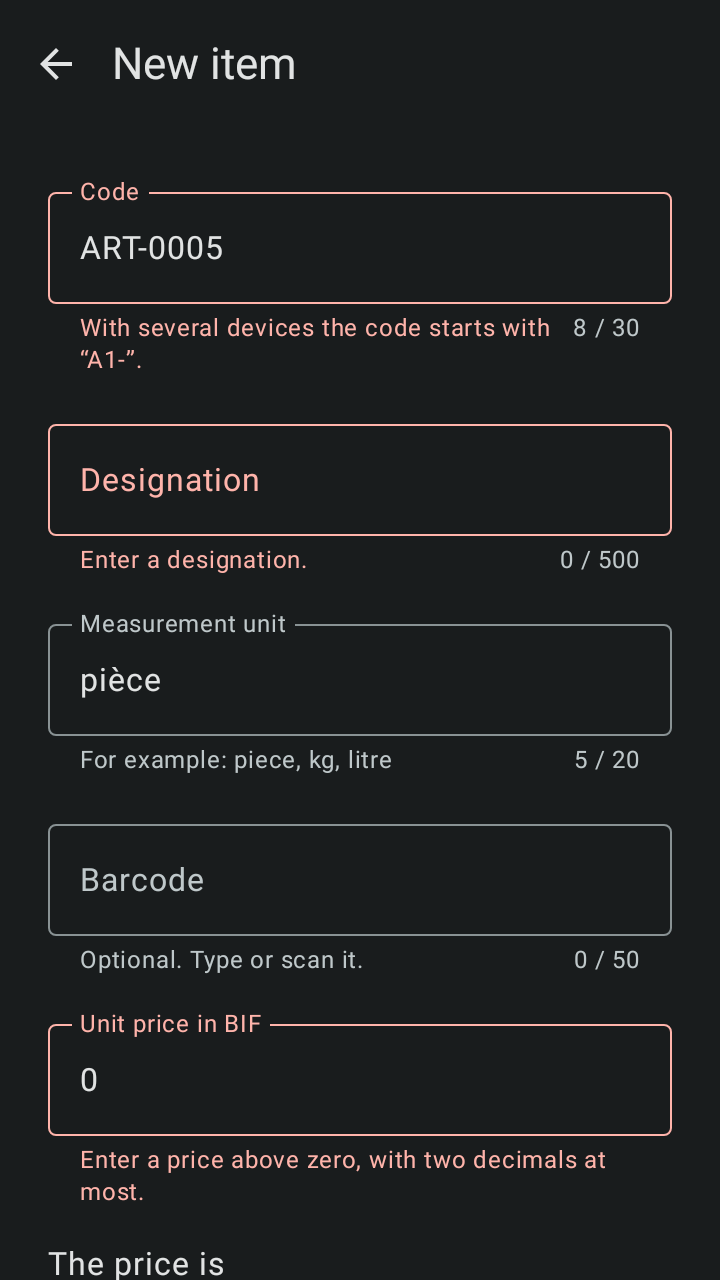 New item
Code
ART-0005
With several devices the code starts with 8 / 30
“A1-”.
Designation
Enter a designation. 0 / 500
Measurement unit
pièce
For example: piece, kg, litre 5 / 20
Barcode
Optional. Type or scan it. 0 / 50
Unit price in BIF
0
Enter a price above zero, with two decimals at
most.
The price is